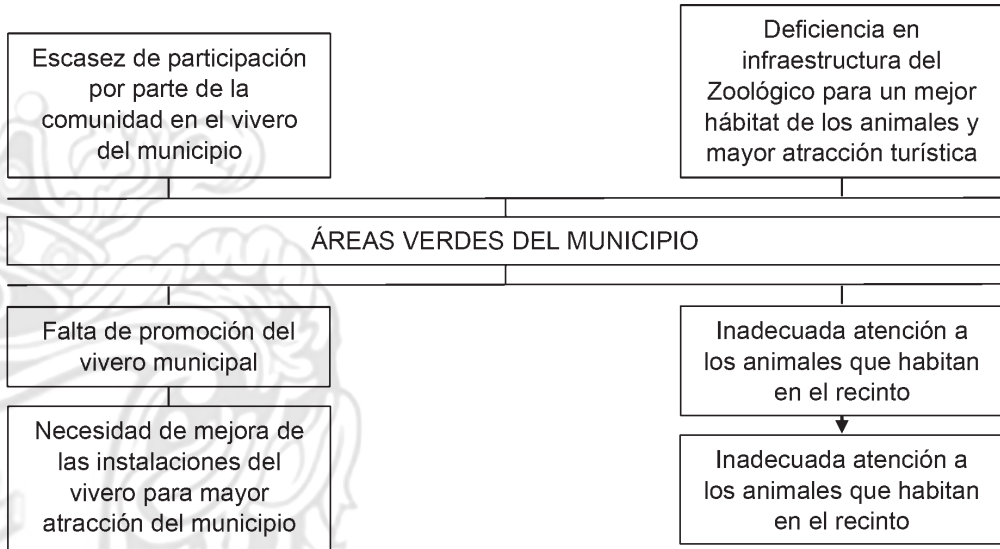 Escasez de participación
por parte de la
comunidad en el vivero
del municipio
Deficiencia en
infraestructura del
Zoológico para un mejor
hábitat de los animales y
mayor atracción turística
ÁREAS VERDES DEL MUNICIPIO
Falta de promoción del
vivero municipal
Necesidad de mejora de
las instalaciones del
vivero para mayor
atracción del municipio
Inadecuada atención a
los animales que habitan
en el recinto
Inadecuada atención a
los animales que habitan
en el recinto